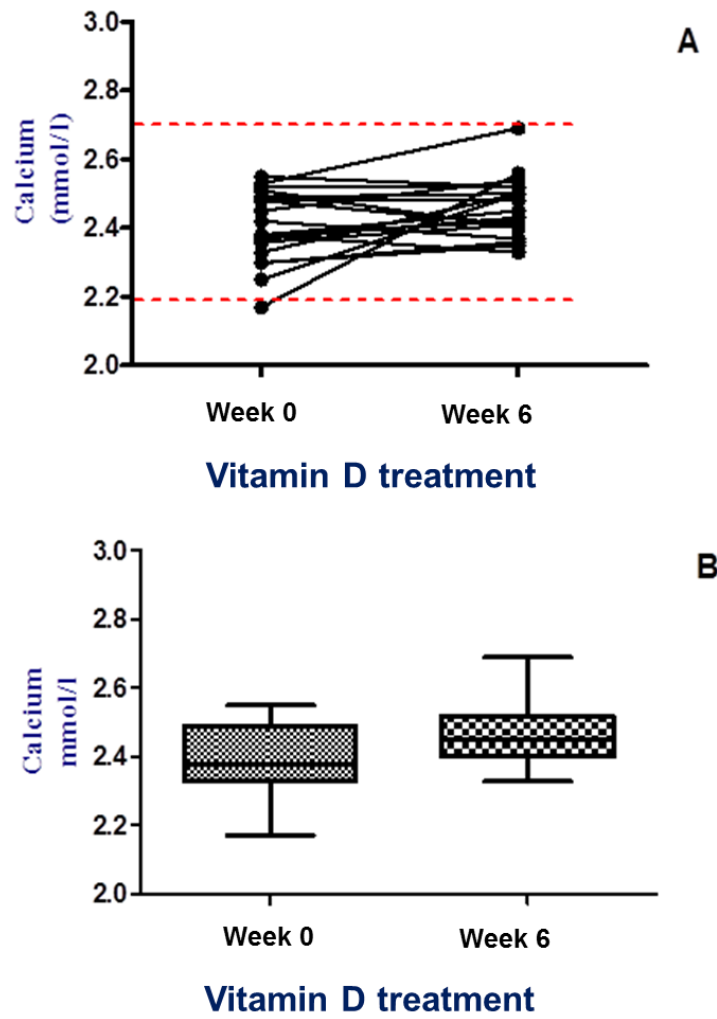 A
3.0
2.8
2.6
2.4
2.2
2.0
Calcium
(mmol/l)
Week 0 Week 6
Vitamin D treatment
B
3.0
2.8
2.6
2.4
2.2
2.0
Calcium
mmol/l
Week 0 Week 6
Vitamin D treatment